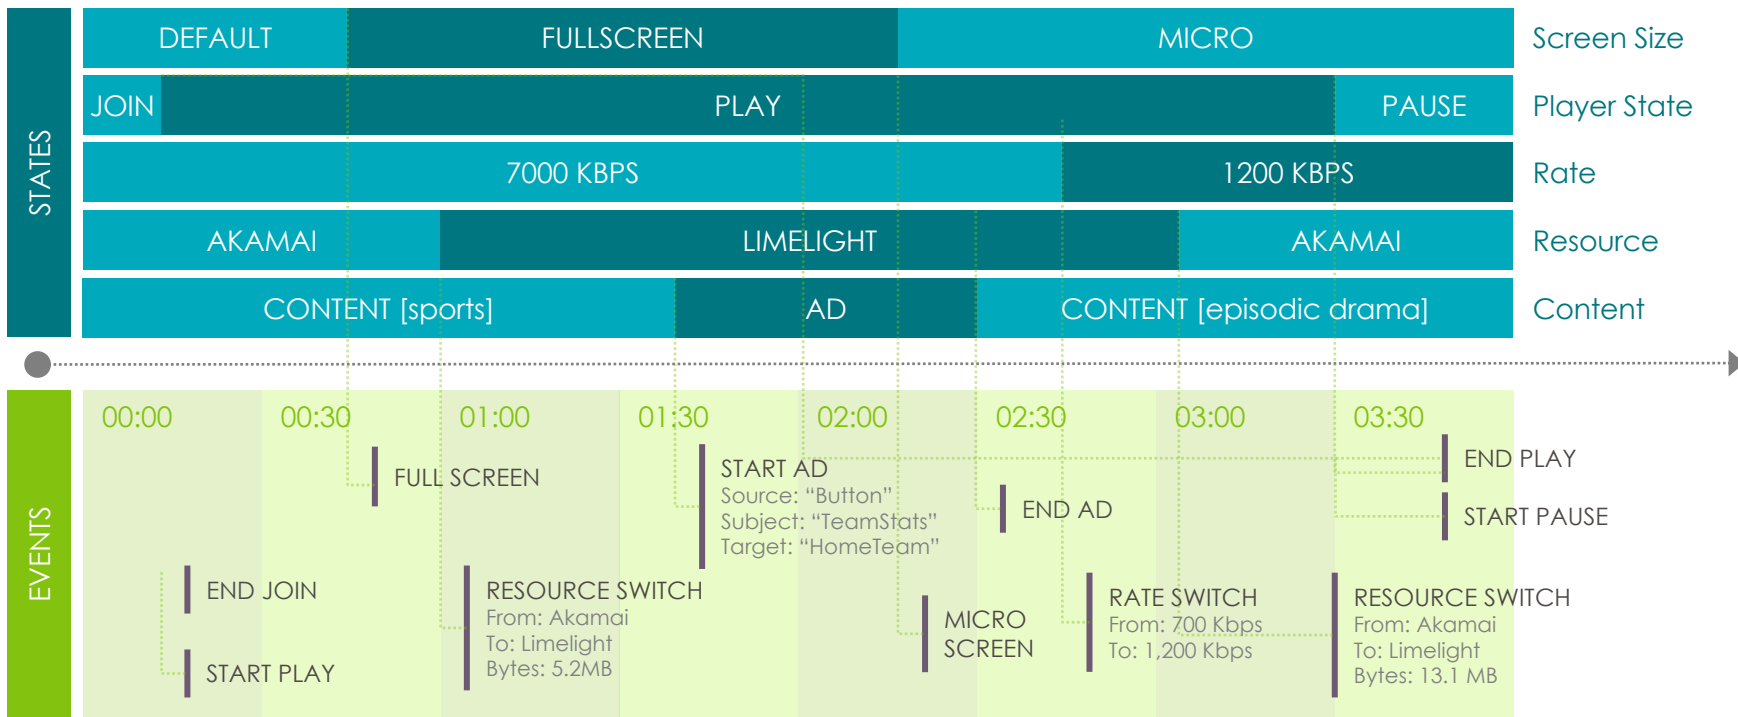 STATES
DEFAULT FULLSCREEN MICRO Screen Size
JOIN PLAY PAUSE Player State
7000 KBPS 1200 KBPS Rate
AKAMAI LIMELIGHT AKAMAI Resource
CONTENT [sports] AD CONTENT [episodic drama] Content
EVENTS
00:00 00:30 01:00 01:30 02:00 02:30 03:00 03:30
FULL SCREEN
START AD
Source: “Button”
Subject: “TeamStats”
Target: “HomeTeam”
END AD
END PLAY
START PAUSE
END JOIN
START PLAY
RESOURCE SWITCH
From: Akamai
To: Limelight
Bytes: 5.2MB
MICRO
SCREEN
RATE SWITCH
From: 700 Kbps
To: 1,200 Kbps
RESOURCE SWITCH
From: Akamai
To: Limelight
Bytes: 13.1 MB